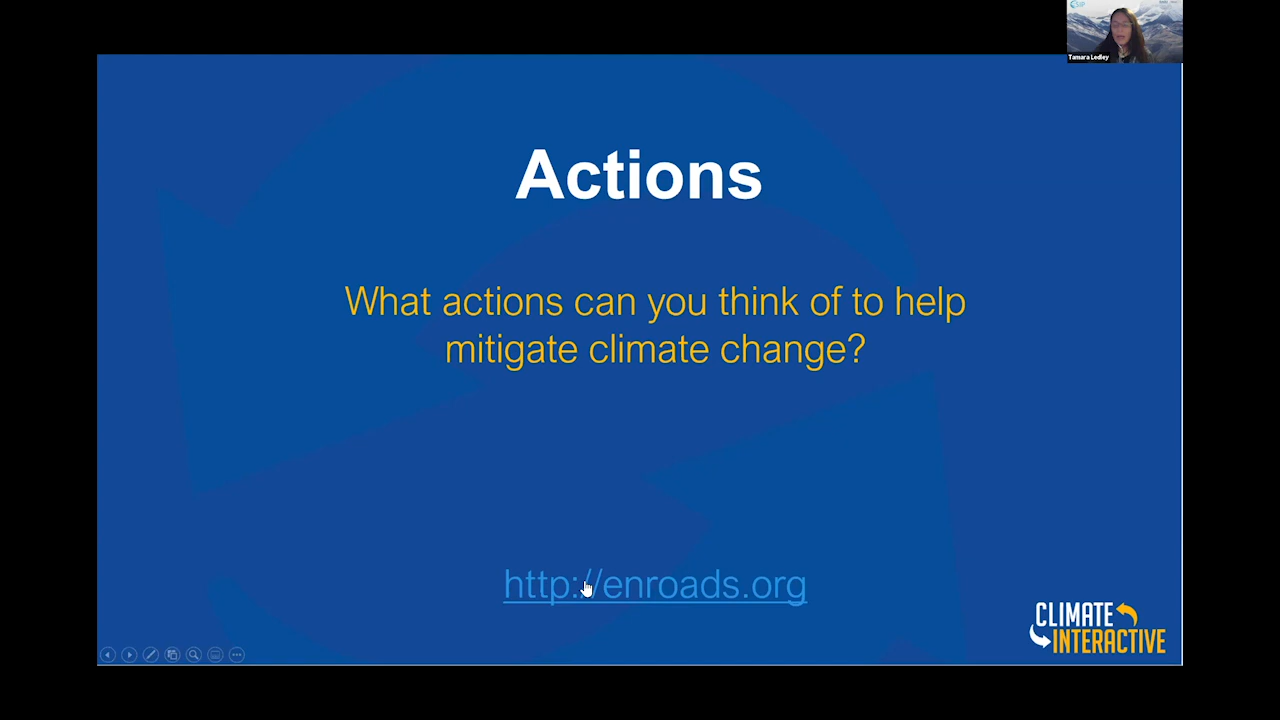 Tamara Ledley
Actions
What actions can you think of to help
mitigate climate change?
http://enroads.org
CLIMATE
INTERACTIVE